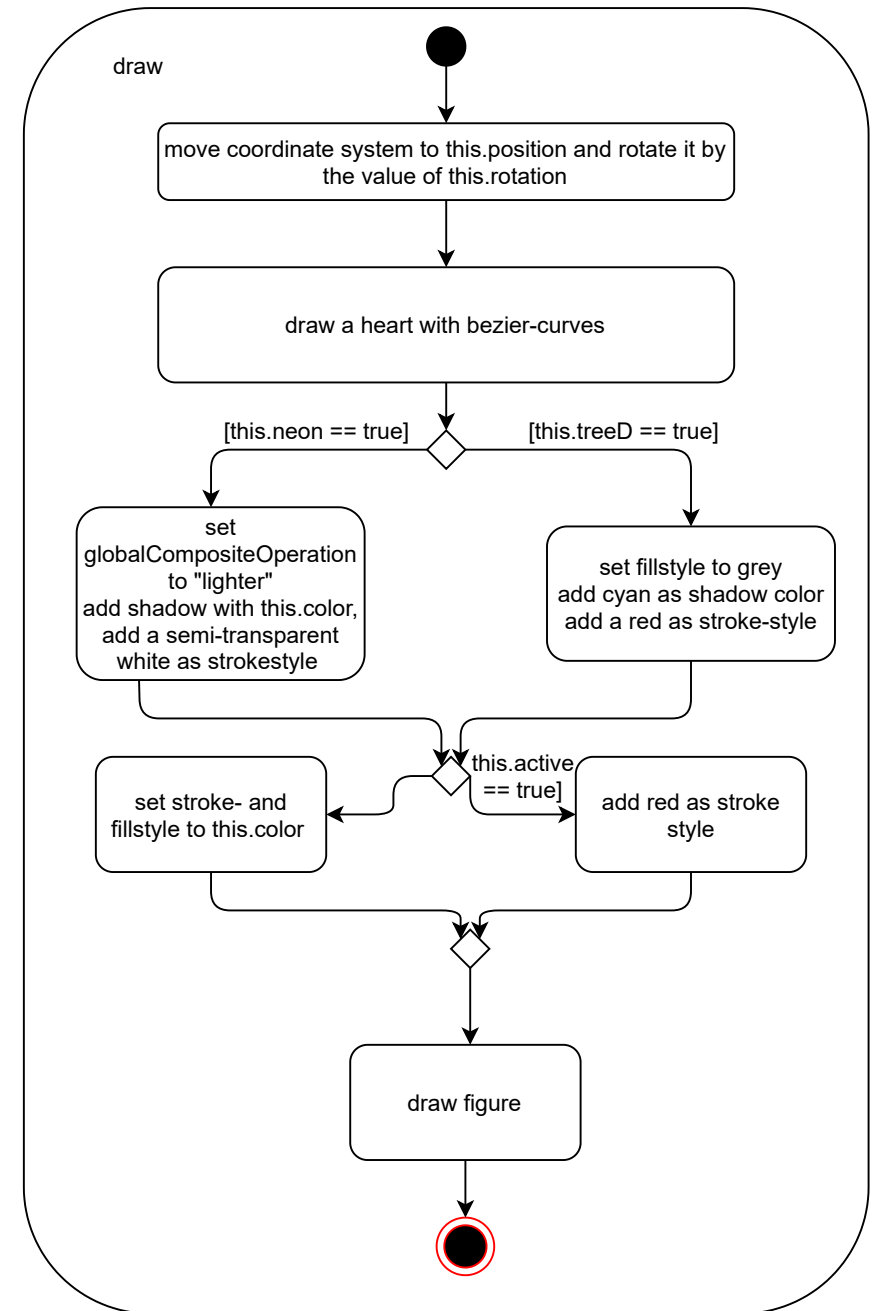 draw
move coordinate system to this.position and rotate it by
the value of this.rotation
draw a heart with bezier-curves
[this.neon == true]
[this.treeD == true]
set
globalCompositeOperation
to "lighter"
add shadow with this.color,
add a semi-transparent
white as strokestyle
set fillstyle to grey
add cyan as shadow color
add a red as stroke-style
this.active
== true]
set stroke- and
fillstyle to this.color
add red as stroke
style
draw figure